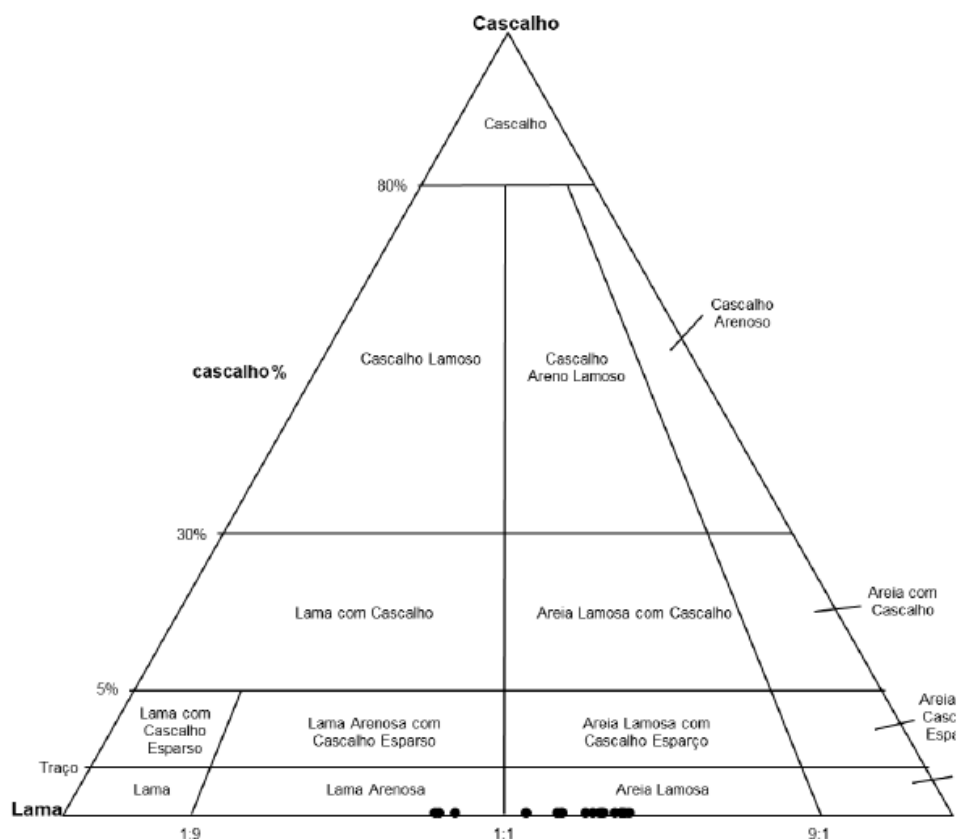 Cascalho
Cascalho
80%
Cascalho
Arenoso
Cascalho Lamoso
Cascalho
Areno Lamoso
cascalho %
30%
Lama com Cascalho
Areia Lamosa com Cascalho
Areia com
Cascalho
5%
Lama com
Cascalho
Esparso
Lama Arenosa com
Cascalho Esparso
Areia Lamosa com
Cascalho Esparço
Areia
Casc
Espa
Traço
Lama
Lama Arenosa
Areia Lamosa
Lama
1:9
1:1
9:1